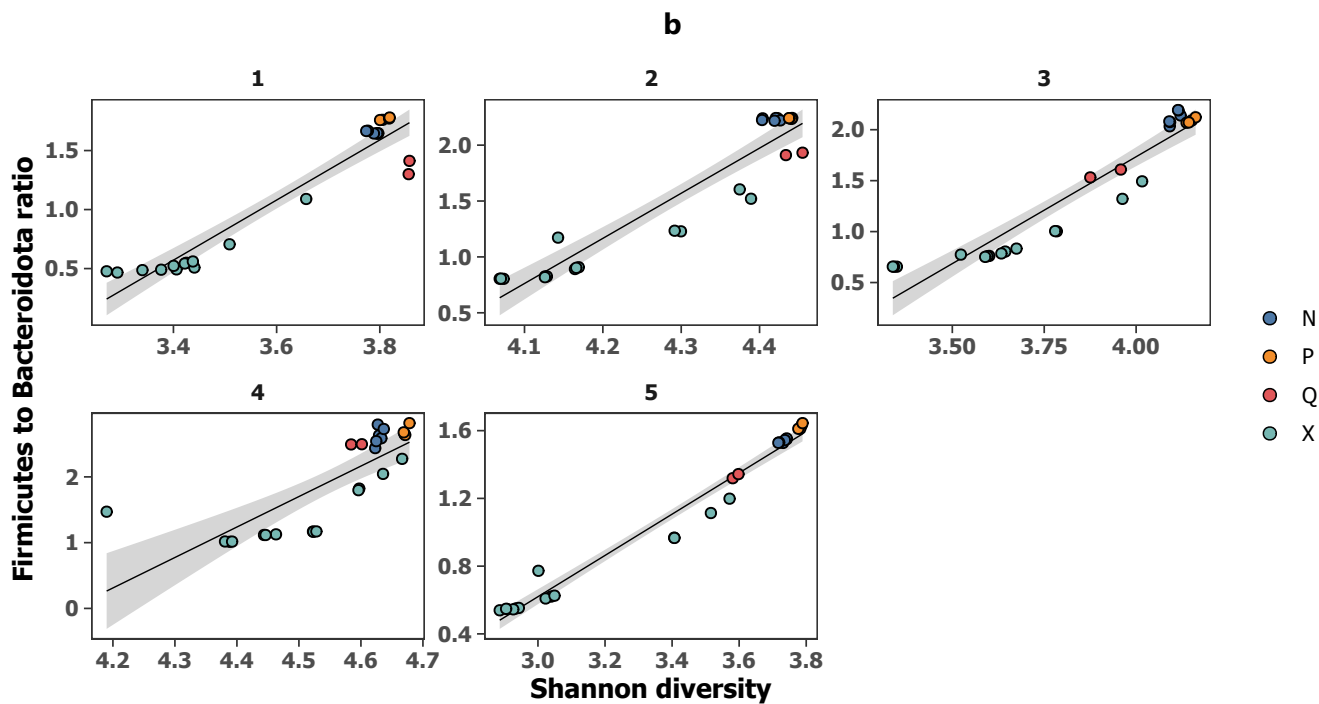 b
1
2
3
Firmicutes to Bacteroidota ratio
1.5
1.0
0.5
3.4 3.6 3.8
2.0
1.5
1.0
0.5
4.1 4.2 4.3 4.4
2.0
1.5
1.0
0.5
3.50 3.75 4.00
4
5
2
1
0
4.2 4.3 4.4 4.5 4.6 4.7
1.6
1.2
0.8
0.4
3.0 3.2 3.4 3.6 3.8
Shannon diversity
N
P
Q
X